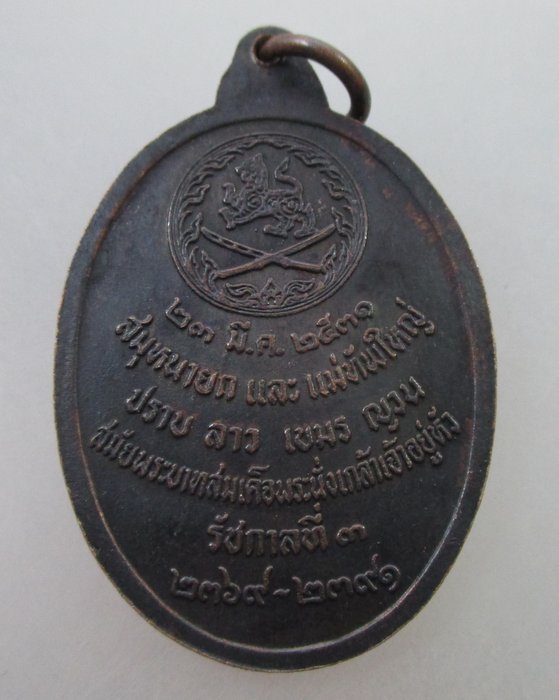 ๒๓ มี.ค. ๒๕๓๑
สมุหนายก และ แม่ทัพใหญ่
ปราบ ลาว เขมร ญวน
สมัยพระบาทสมเด็จพระนั่งเกล้าเจ้าอยู่หัว
รัชกาลที่ ๓
๒๓๖๙-๒๓๙๑